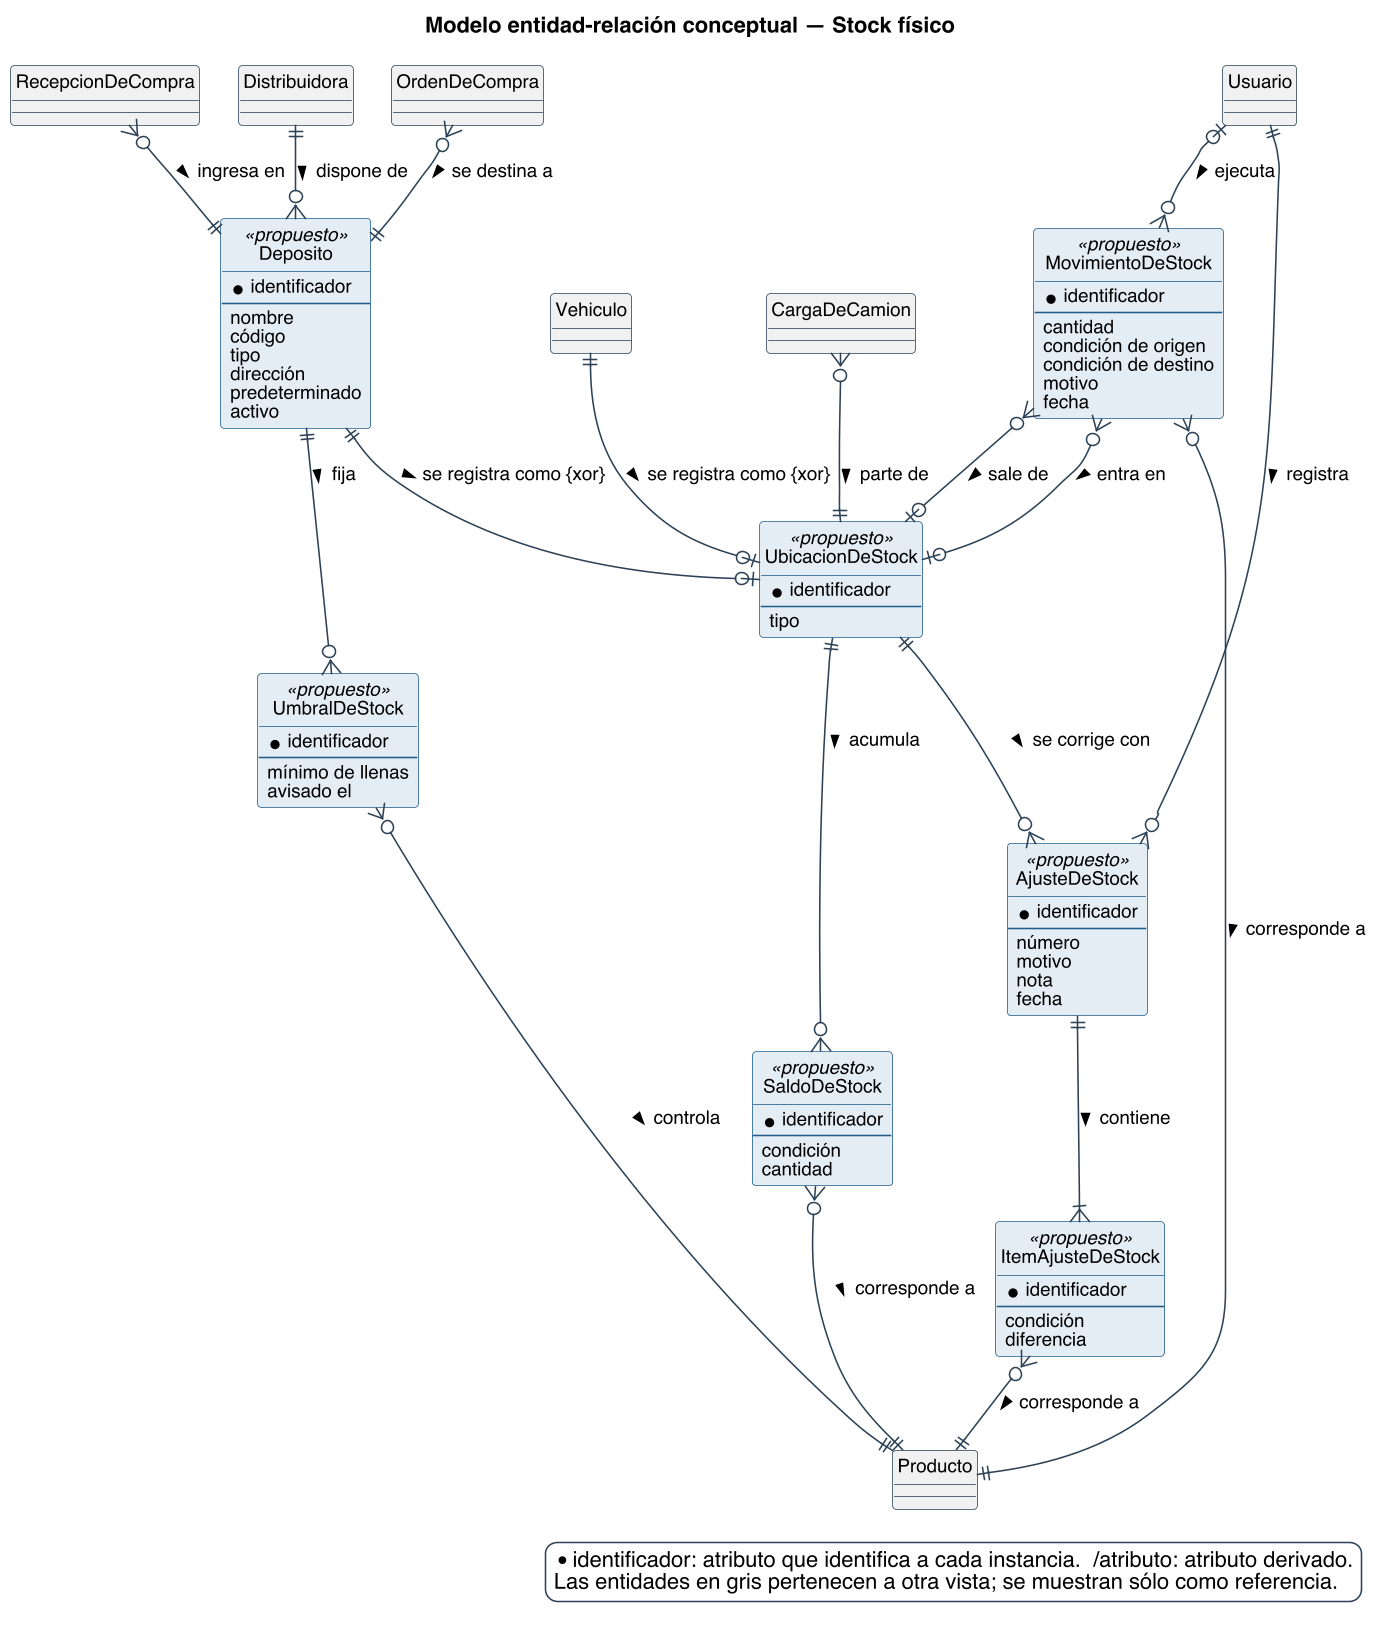 Modelo entidad-relación conceptual — Stock físico
RecepcionDeCompra
Distribuidora
OrdenDeCompra
Usuario
ingresa en
dispone de
se destina a
ejecuta
«propuesto»
Deposito
identificador
nombre
código
tipo
dirección
predeterminado
activo
«propuesto»
MovimientoDeStock
identificador
cantidad
condición de origen
condición de destino
motivo
fecha
Vehiculo
CargaDeCamion
fija
se registra como {xor}
se registra como {xor}
parte de
sale de
entra en
registra
«propuesto»
UbicacionDeStock
identificador
tipo
«propuesto»
UmbralDeStock
identificador
mínimo de llenas
avisado el
acumula
se corrige con
«propuesto»
AjusteDeStock
identificador
número
motivo
nota
fecha
corresponde a
«propuesto»
SaldoDeStock
identificador
condición
cantidad
controla
contiene
«propuesto»
ItemAjusteDeStock
identificador
condición
diferencia
corresponde a
corresponde a
Producto
• identificador: atributo que identifica a cada instancia.  /atributo: atributo derivado.
Las entidades en gris pertenecen a otra vista; se muestran sólo como referencia.